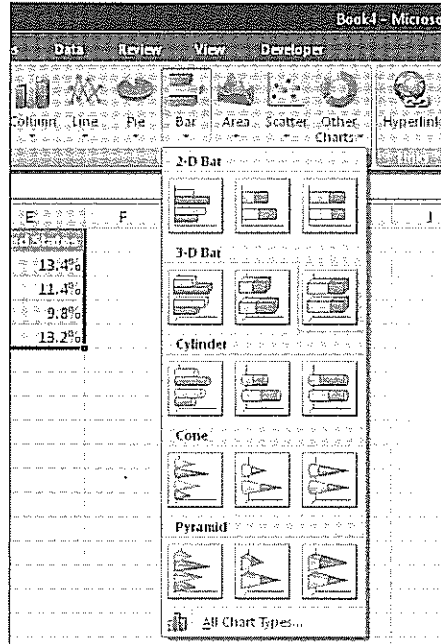 Book4 - Microso
s Data Review View Developer
Column Line Pie Bar Area Scatter Other Charts Hyperlink
Links
2-D Bar
E F J
3-D Bar
13.4%
11.4%
9.8%
13.2%
Cylinder
Cone
Pyramid
All Chart Types...